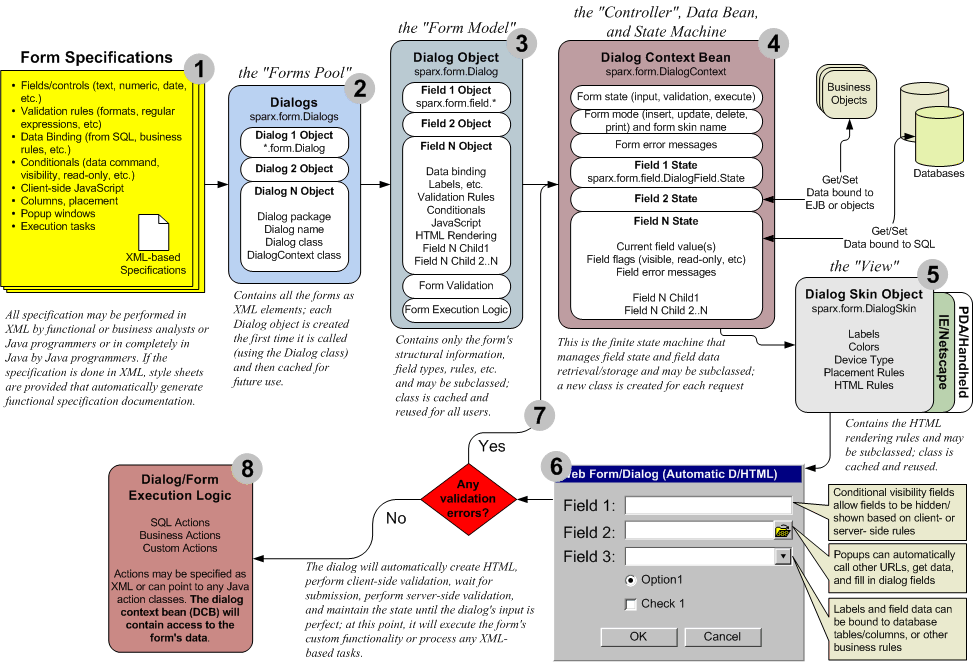 Form Specifications
1
• Fields/controls (text, numeric, date,
etc.)
• Validation rules (formats, regular
expressions, etc)
• Data Binding (from SQL, business
rules, etc.)
• Conditionals (data command,
visibility, read-only, etc.)
• Client-side JavaScript
• Columns, placement
• Popup windows
• Execution tasks
XML-based
Specifications
All specification may be performed in
XML by functional or business analysts or
Java programmers or in completely in
Java by Java programmers. If the
specification is done in XML, style sheets
are provided that automatically generate
functional specification documentation.
the "Forms Pool"
2
Dialogs
sparx.form.Dialogs
Dialog 1 Object
*.form.Dialog
Dialog 2 Object
Dialog N Object
Dialog package
Dialog name
Dialog class
DialogContext class
Contains all the forms as
XML elements; each
Dialog object is created
the first time it is called
(using the Dialog class)
and then cached for
future use.
the "Form Model"
3
Dialog Object
sparx.form.Dialog
Field 1 Object
sparx.form.field.*
Field 2 Object
Field N Object
Data binding
Labels, etc.
Validation Rules
Conditionals
JavaScript
HTML Rendering
Field N Child1
Field N Child 2..N
Form Validation
Form Execution Logic
Contains only the form's
structural information,
field types, rules, etc.
and may be subclassed;
class is cached and
reused for all users.
the "Controller", Data Bean,
and State Machine
4
Dialog Context Bean
sparx.form.DialogContext
Form state (input, validation, execute)
Form mode (insert, update, delete,
print) and form skin name
Form error messages
Field 1 State
sparx.form.field.DialogField.State
Field 2 State
Field N State
Current field value(s)
Field flags (visible, read-only, etc)
Field error messages
Field N Child1
Field N Child 2..N
This is the finite state machine that
manages field state and field data
retrieval/storage and may be subclassed;
a new class is created for each request
Business
Objects
Databases
Get/Set
Data bound to
EJB or objects
Get/Set
Data bound to SQL
the "View"
5
Dialog Skin Object
sparx.form.DialogSkin
Labels
Colors
Device Type
Placement Rules
HTML Rules
IE/Netscape
PDA/Handheld
Contains the HTML
rendering rules and may
be subclassed; class is
cached and reused.
6
Web Form/Dialog (Automatic D/HTML)
Field 1:
Field 2:
Field 3:
Option1
Check 1
OK
Cancel
Conditional visibility fields
allow fields to be hidden/
shown based on client- or
server- side rules
Popups can automatically
call other URLs, get data,
and fill in dialog fields
Labels and field data can
be bound to database
tables/columns, or other
business rules
7
Yes
Any
validation
errors?
No
The dialog will automatically create HTML,
perform client-side validation, wait for
submission, perform server-side validation,
and maintain the state until the dialog's input is
perfect; at this point, it will execute the form's
custom functionality or process any XML-
based tasks.
8
Dialog/Form
Execution Logic
SQL Actions
Business Actions
Custom Actions
Actions may be specified as
XML or can point to any Java
action classes. The dialog
context bean (DCB) will
contain access to the
form's data.